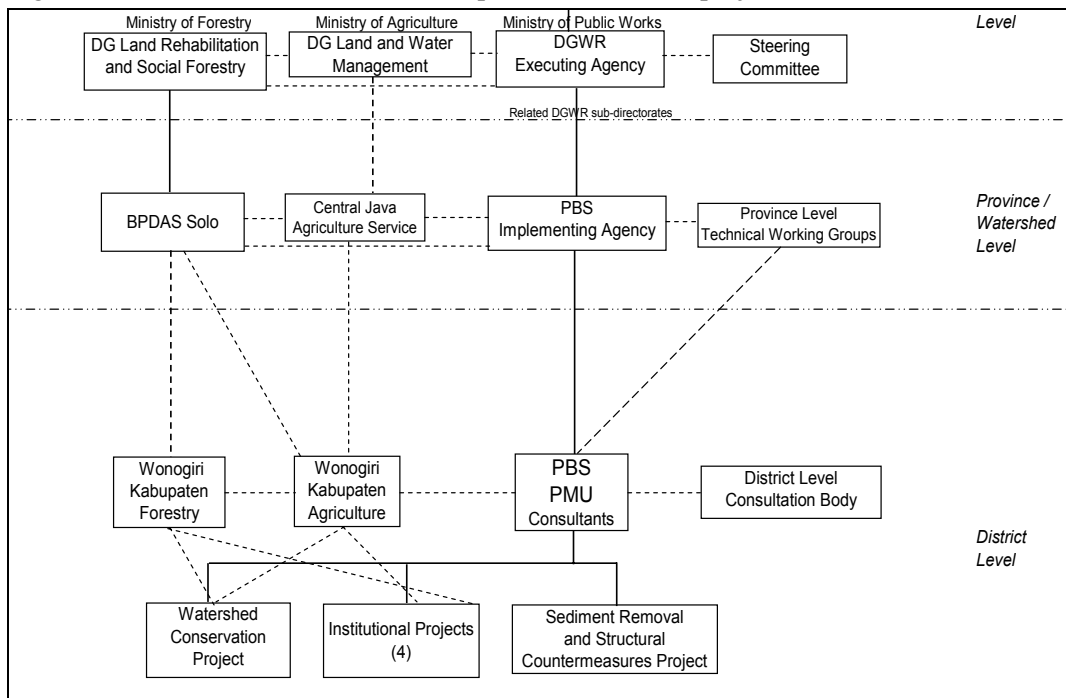 Ministry of Forestry
Ministry of Agriculture
Ministry of Public Works
Level
DG Land Rehabilitation
and Social Forestry
DG Land and Water
Management
DGWR
Executing Agency
Steering
Committee
Related DGWR sub-directorates
BPDAS Solo
Central Java
Agriculture Service
PBS
Implementing Agency
Province Level
Technical Working Groups
Province /
Watershed
Level
Wonogiri
Kabupaten
Forestry
Wonogiri
Kabupaten
Agriculture
PBS
PMU
Consultants
District Level
Consultation Body
District
Level
Watershed
Conservation
Project
Institutional Projects
(4)
Sediment Removal
and Structural
Countermeasures Project